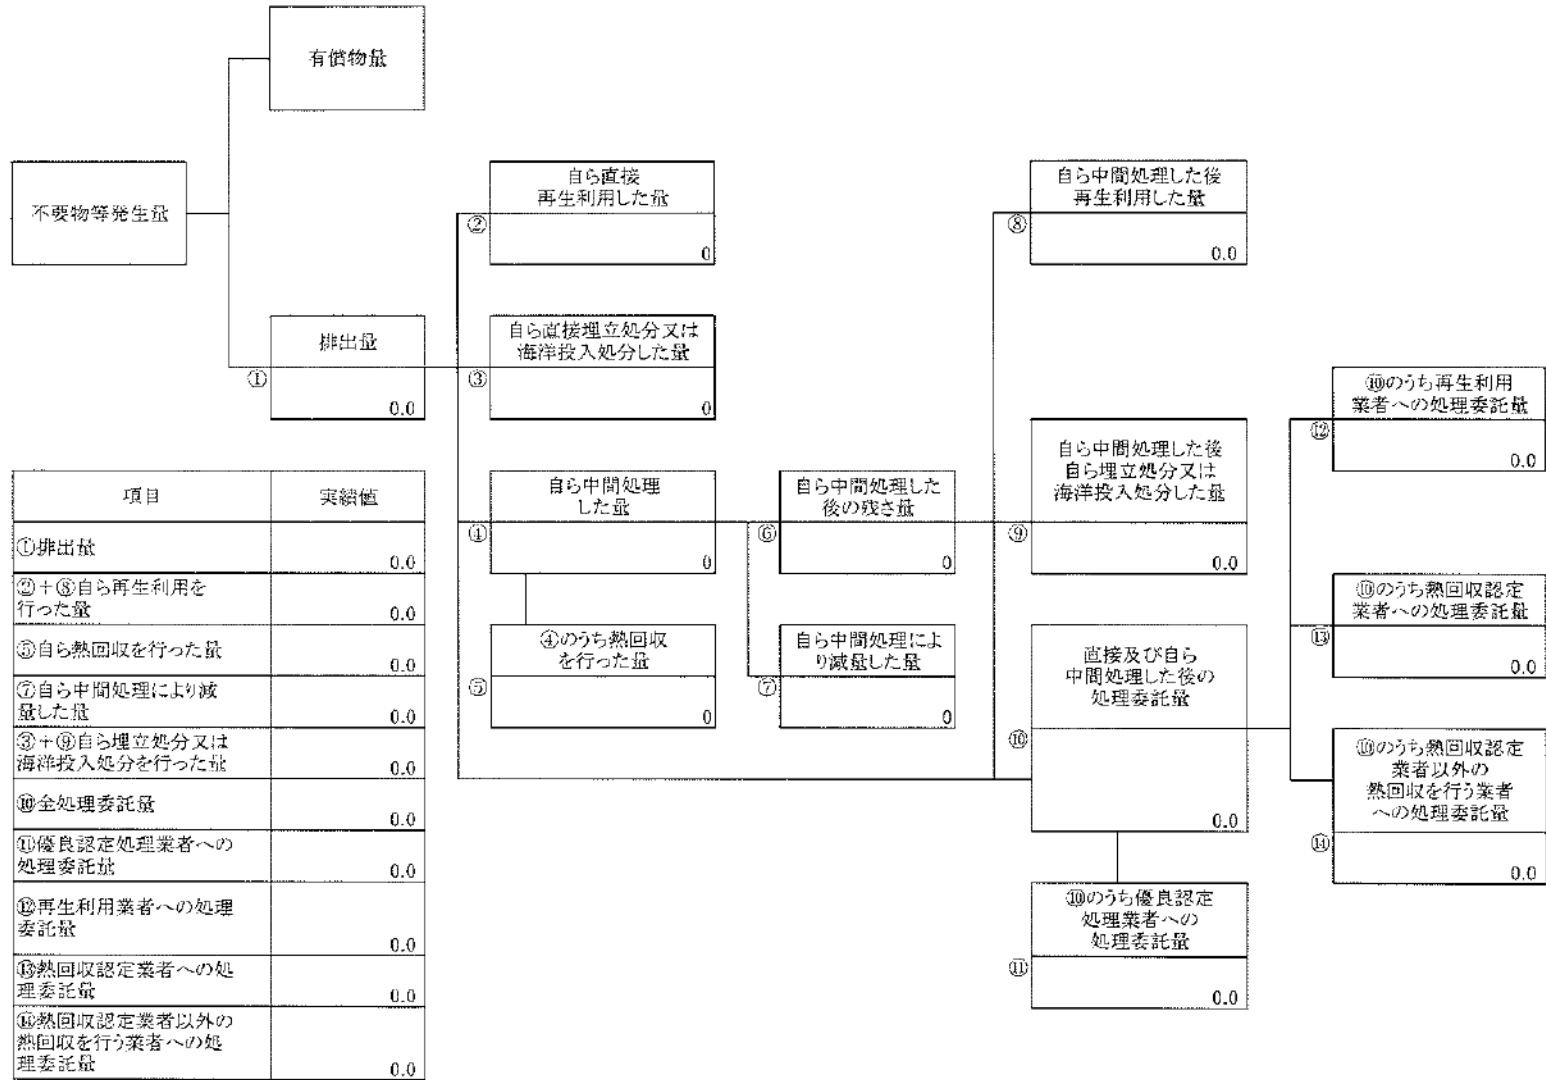 有償物量
不要物等発生量
排出量
①
0.0
自ら直接
再生利用した量
②
0
自ら直接埋立処分又は
海洋投入処分した量
③
0
自ら中間処理
した量
④
0
④のうち熱回収
を行った量
⑤
0
自ら中間処理した
後の残さ量
⑥
0
自ら中間処理によ
り減量した量
⑦
0
自ら中間処理した後
再生利用した量
⑧
0.0
自ら中間処理した後
自ら埋立処分又は
海洋投入処分した量
⑨
0.0
直接及び自ら
中間処理した後の
処理委託量
⑩
0.0
⑩のうち優良認定
処理業者への
処理委託量
⑪
0.0
⑩のうち再生利用
業者への処理委託量
⑫
0.0
⑩のうち熱回収認定
業者への処理委託量
⑬
0.0
⑩のうち熱回収認定
業者以外の
熱回収を行う業者
への処理委託量
⑭
0.0
項目 実績値
①排出量 0.0
②+⑧自ら再生利用を
行った量 0.0
⑤自ら熱回収を行った量 0.0
⑦自ら中間処理により減
量した量 0.0
③+⑨自ら埋立処分又は
海洋投入処分を行った量 0.0
⑩全処理委託量 0.0
⑪優良認定処理業者への
処理委託量 0.0
⑫再生利用業者への処理
委託量 0.0
⑬熱回収認定業者への処
理委託量 0.0
⑭熱回収認定業者以外の
熱回収を行う業者への処
理委託量 0.0